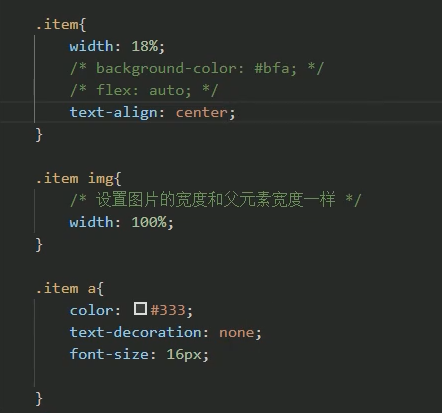 .item{
width: 18%;
/* background-color: #bfa; */
/* flex: auto; */
text-align: center;
}
.item img{
/* 设置图片的宽度和父元素宽度一样 */
width: 100%;
}
.item a{
color: #333;
text-decoration: none;
font-size: 16px;
}